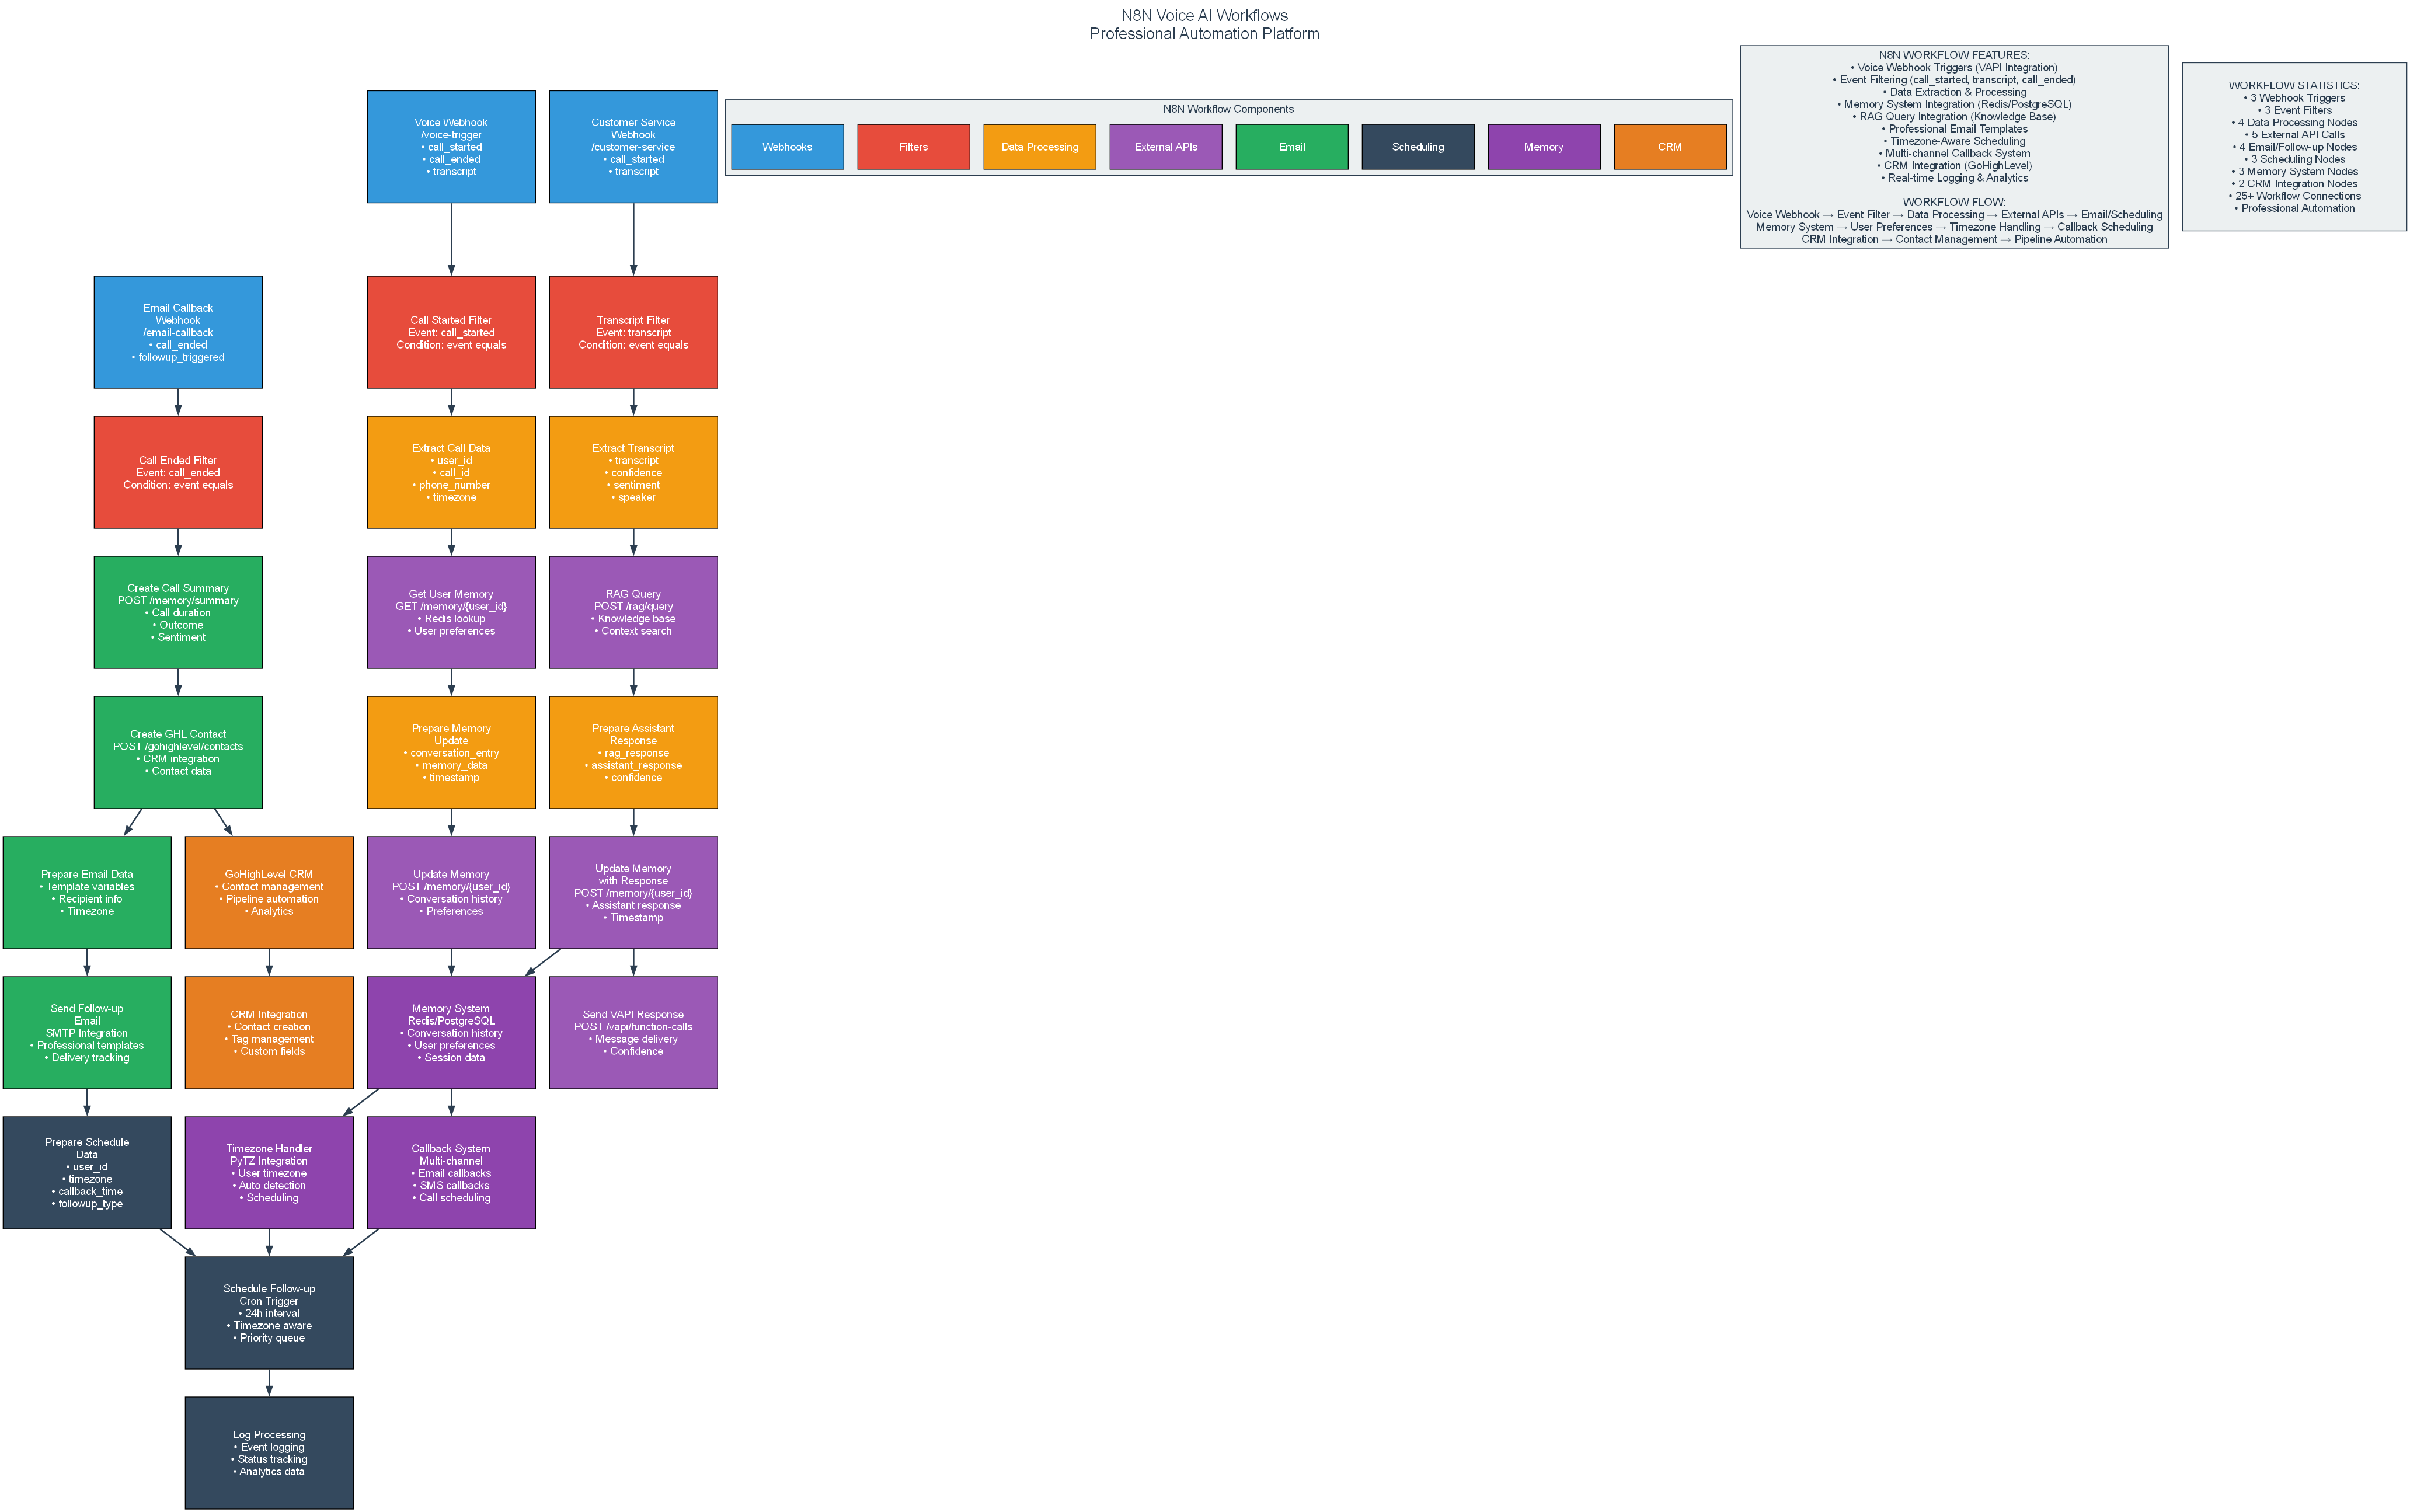 N8N Voice AI Workflows
Professional Automation Platform
Voice Webhook
/voice-trigger
• call_started
• call_ended
• transcript
Customer Service
Webhook
/customer-service
• call_started
• transcript
N8N Workflow Components
Webhooks
Filters
Data Processing
External APIs
Email
Scheduling
Memory
CRM
N8N WORKFLOW FEATURES:
• Voice Webhook Triggers (VAPI Integration)
• Event Filtering (call_started, transcript, call_ended)
• Data Extraction & Processing
• Memory System Integration (Redis/PostgreSQL)
• RAG Query Integration (Knowledge Base)
• Professional Email Templates
• Timezone-Aware Scheduling
• Multi-channel Callback System
• CRM Integration (GoHighLevel)
• Real-time Logging & Analytics
WORKFLOW FLOW:
Voice Webhook → Event Filter → Data Processing → External APIs → Email/Scheduling
Memory System → User Preferences → Timezone Handling → Callback Scheduling
CRM Integration → Contact Management → Pipeline Automation
WORKFLOW STATISTICS:
• 3 Webhook Triggers
• 3 Event Filters
• 4 Data Processing Nodes
• 5 External API Calls
• 4 Email/Follow-up Nodes
• 3 Scheduling Nodes
• 3 Memory System Nodes
• 2 CRM Integration Nodes
• 25+ Workflow Connections
• Professional Automation
Email Callback
Webhook
/email-callback
• call_ended
• followup_triggered
Call Started Filter
Event: call_started
Condition: event equals
Transcript Filter
Event: transcript
Condition: event equals
Call Ended Filter
Event: call_ended
Condition: event equals
Extract Call Data
• user_id
• call_id
• phone_number
• timezone
Extract Transcript
• transcript
• confidence
• sentiment
• speaker
Create Call Summary
POST /memory/summary
• Call duration
• Outcome
• Sentiment
Get User Memory
GET /memory/{user_id}
• Redis lookup
• User preferences
RAG Query
POST /rag/query
• Knowledge base
• Context search
Create GHL Contact
POST /gohighlevel/contacts
• CRM integration
• Contact data
Prepare Memory
Update
• conversation_entry
• memory_data
• timestamp
Prepare Assistant
Response
• rag_response
• assistant_response
• confidence
Prepare Email Data
• Template variables
• Recipient info
• Timezone
GoHighLevel CRM
• Contact management
• Pipeline automation
• Analytics
Update Memory
POST /memory/{user_id}
• Conversation history
• Preferences
Update Memory
with Response
POST /memory/{user_id}
• Assistant response
• Timestamp
Send Follow-up
Email
SMTP Integration
• Professional templates
• Delivery tracking
CRM Integration
• Contact creation
• Tag management
• Custom fields
Memory System
Redis/PostgreSQL
• Conversation history
• User preferences
• Session data
Send VAPI Response
POST /vapi/function-calls
• Message delivery
• Confidence
Prepare Schedule
Data
• user_id
• timezone
• callback_time
• followup_type
Timezone Handler
PyTZ Integration
• User timezone
• Auto detection
• Scheduling
Callback System
Multi-channel
• Email callbacks
• SMS callbacks
• Call scheduling
Schedule Follow-up
Cron Trigger
• 24h interval
• Timezone aware
• Priority queue
Log Processing
• Event logging
• Status tracking
• Analytics data